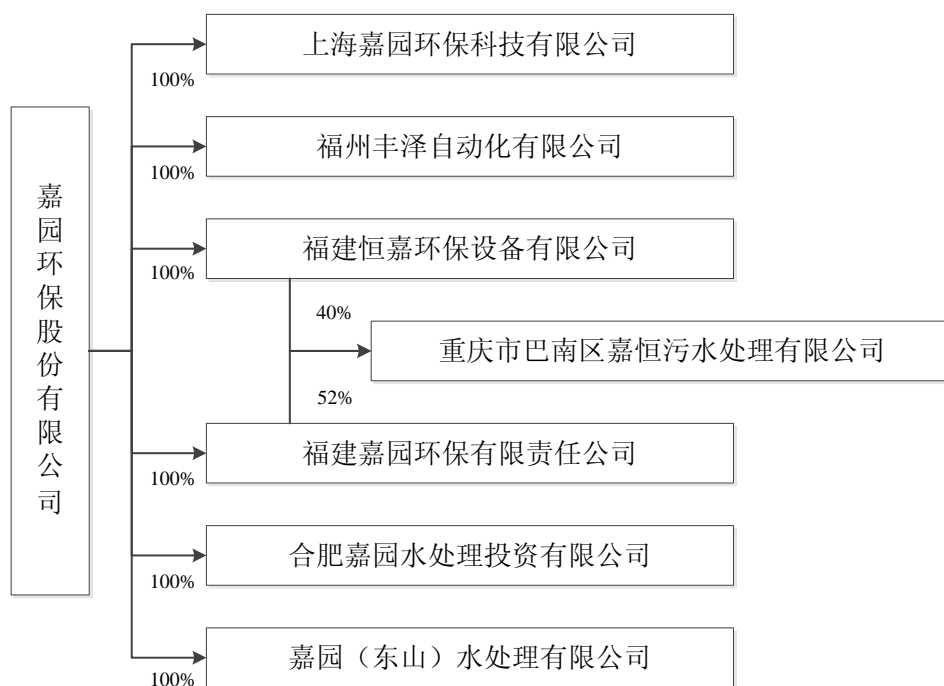 上海嘉园环保科技有限公司
100%
福州丰泽自动化有限公司
100%
嘉园环保股份有限公司
福建恒嘉环保设备有限公司
100%
40%
重庆市巴南区嘉恒污水处理有限公司
52%
福建嘉园环保有限责任公司
100%
合肥嘉园水处理投资有限公司
100%
嘉园（东山）水处理有限公司
100%